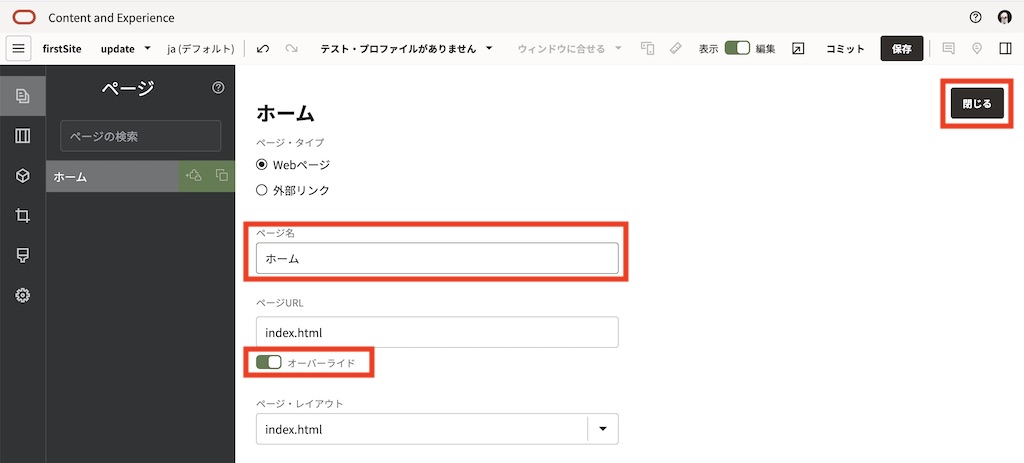 Content and Experience
firstSite update ja (デフォルト) テスト・プロファイルがありません ウィンドウに合せる 表示 編集 コミット 保存
ページ
ページの検索
ホーム
閉じる
ホーム
ページ・タイプ
Webページ
外部リンク
ページ名
ホーム
ページURL
index.html
オーバーライド
ページ・レイアウト
index.html